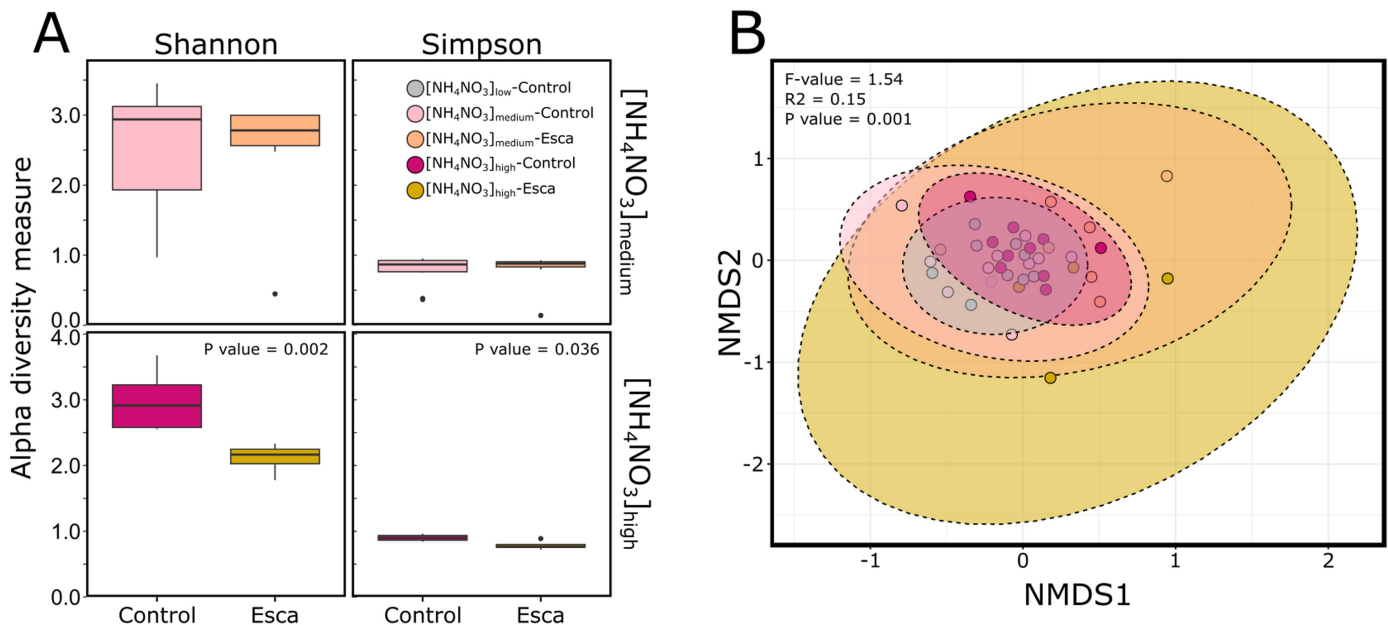 A
Shannon
Simpson
Alpha diversity measure
3.0
2.0
1.0
0.0
[NH₄NO₃]low-Control
[NH₄NO₃]medium-Control
[NH₄NO₃]medium-Esca
[NH₄NO₃]high-Control
[NH₄NO₃]high-Esca
[NH₄NO₃]medium
4.0
3.0
2.0
1.0
0.0
P value = 0.002
P value = 0.036
[NH₄NO₃]high
Control
Esca
Control
Esca
B
F-value = 1.54
R2 = 0.15
P value = 0.001
NMDS2
1
0
-1
-2
-1
0
1
2
NMDS1